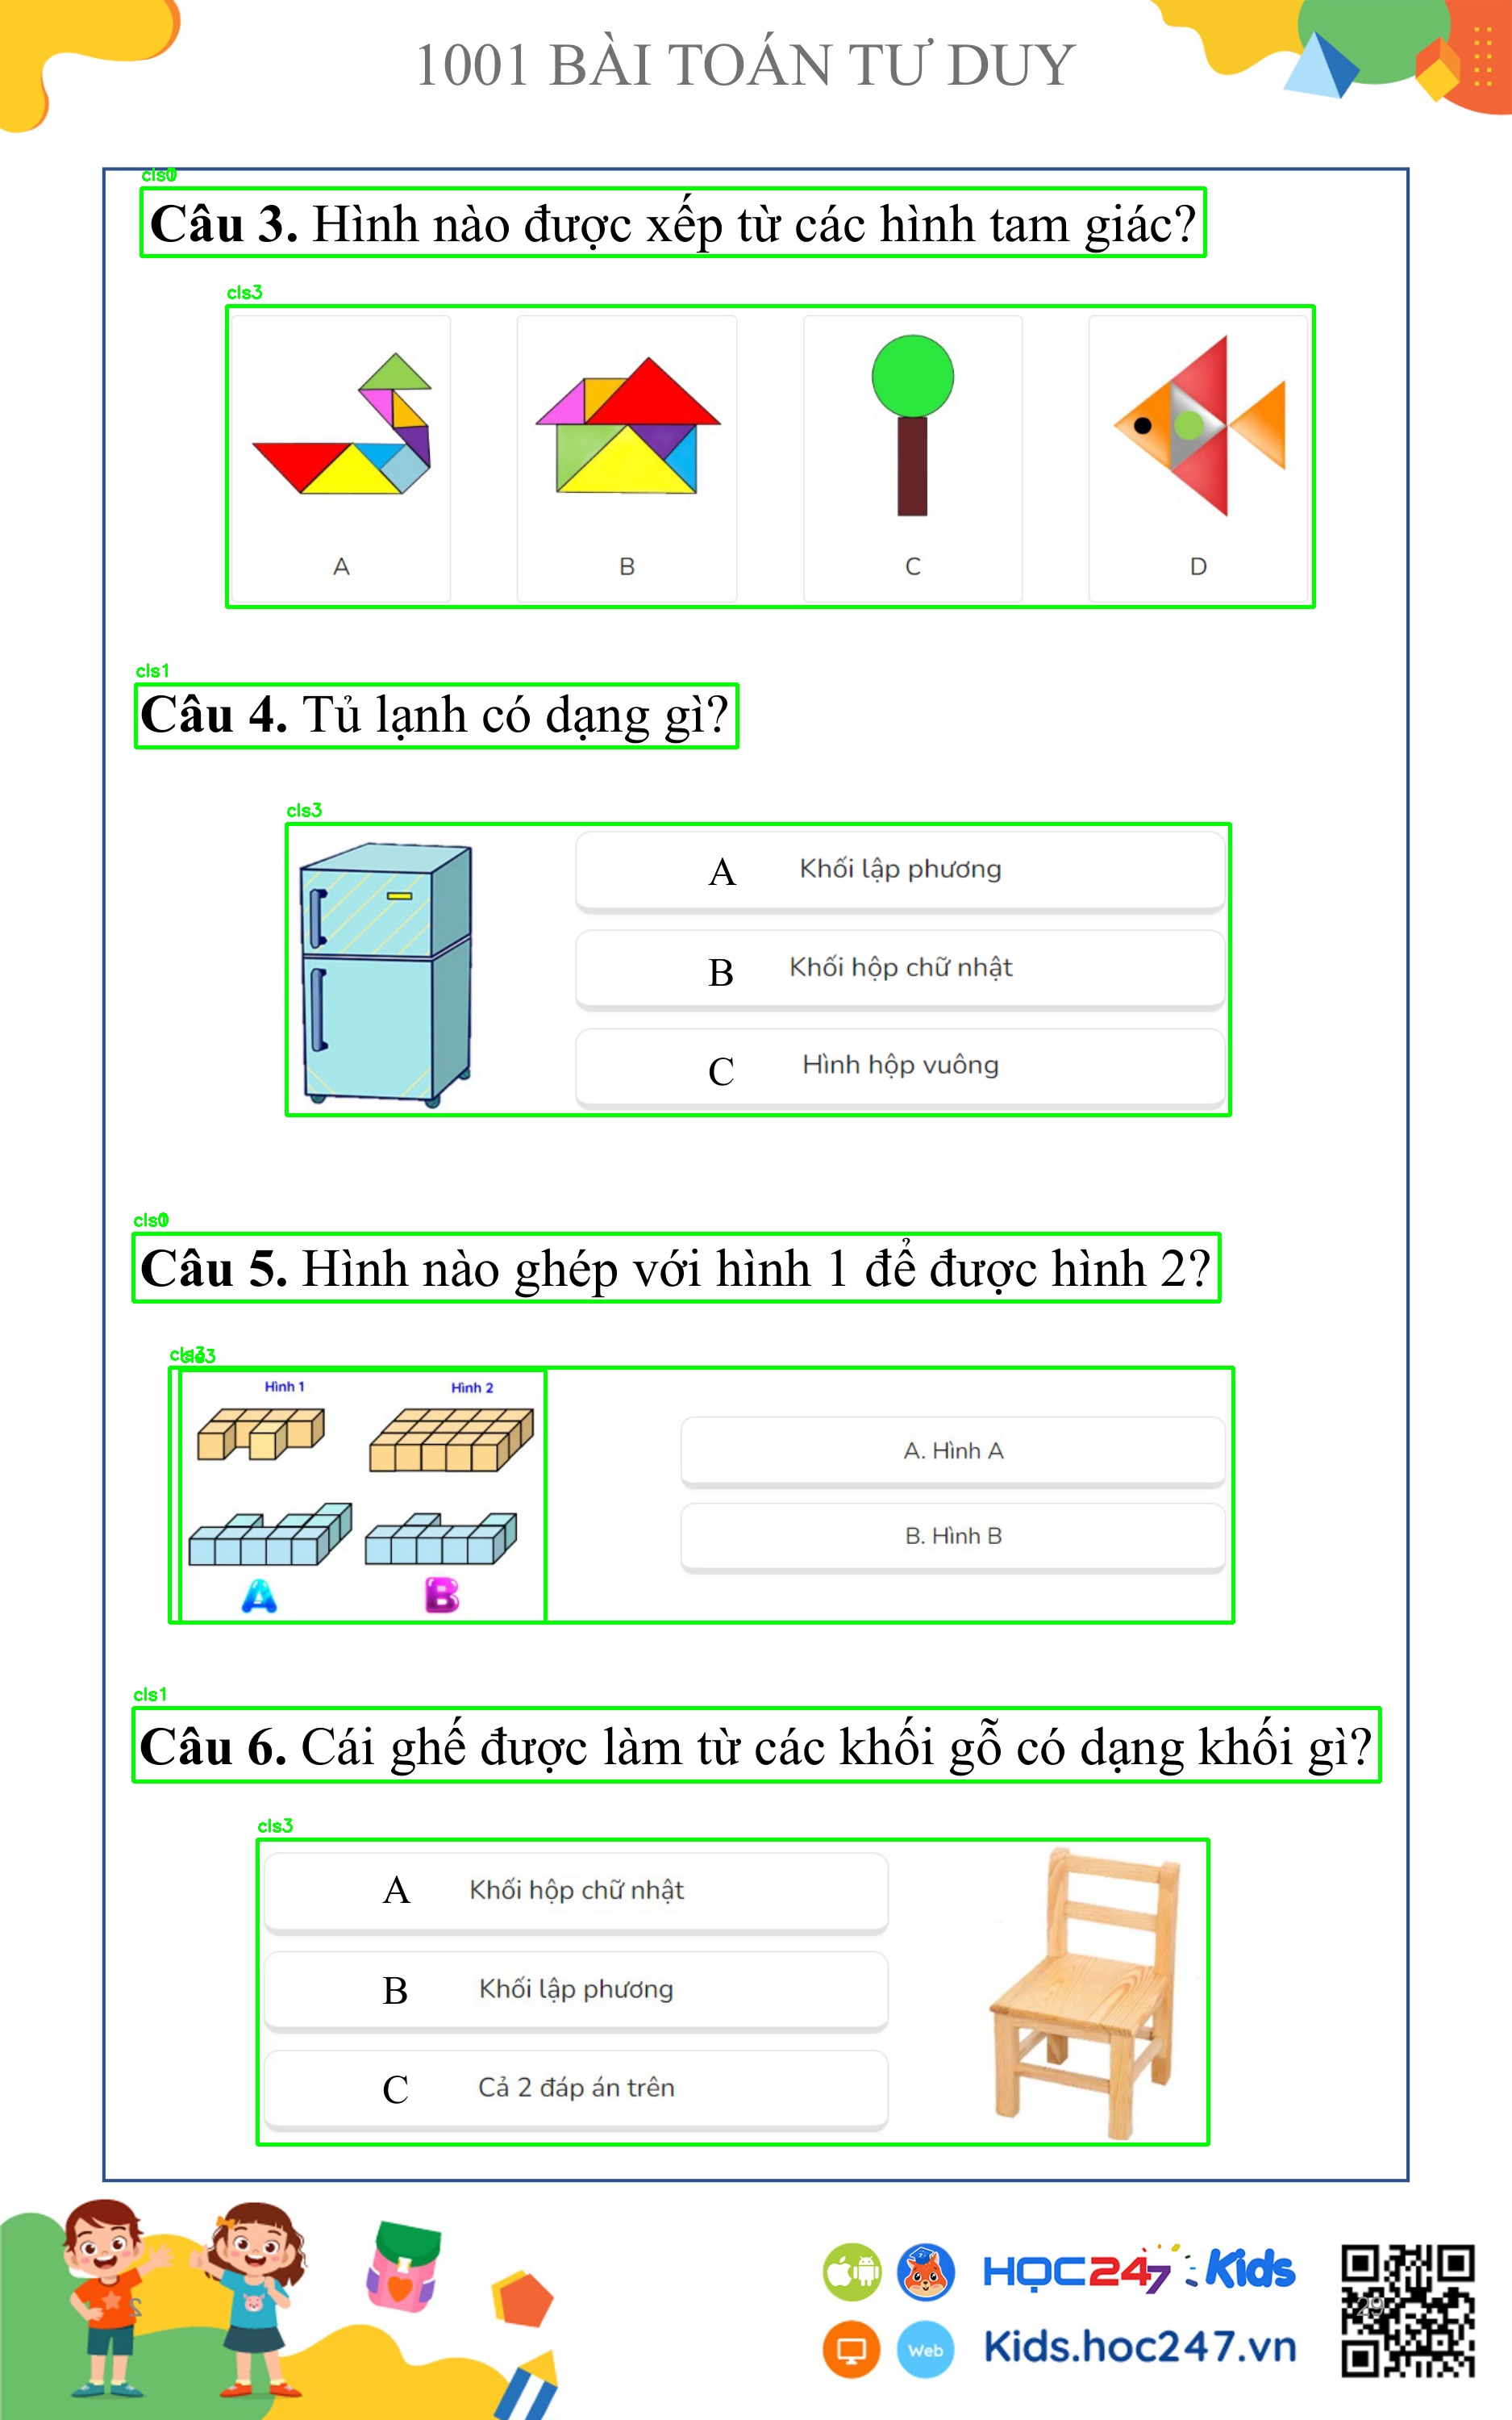 1001 BÀI TOÁN TƯ DUY
cls0
Câu 3. Hình nào được xếp từ các hình tam giác?
cls3
A B C D
cls1
Câu 4. Tủ lạnh có dạng gì?
cls3
A Khối lập phương
B Khối hộp chữ nhật
C Hình hộp vuông
cls0
Câu 5. Hình nào ghép với hình 1 để được hình 2?
cls3
Hình 1 Hình 2
A. Hình A
B. Hình B
A B
cls1
Câu 6. Cái ghế được làm từ các khối gỗ có dạng khối gì?
cls3
A Khối hộp chữ nhật
B Khối lập phương
C Cả 2 đáp án trên
HỌC247 Kids
29
Web Kids.hoc247.vn